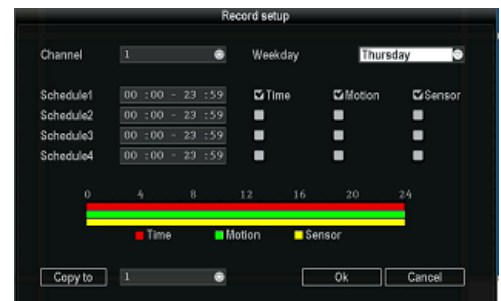 Record setup
Channel 1 Weekday Thursday
Schedule1 00 :00 - 23 :59 Time Motion Sensor
Schedule2 00 :00 - 23 :59
Schedule3 00 :00 - 23 :59
Schedule4 00 :00 - 23 :59
0 4 8 12 16 20 24
Time Motion Sensor
Copy to 1 Ok Cancel